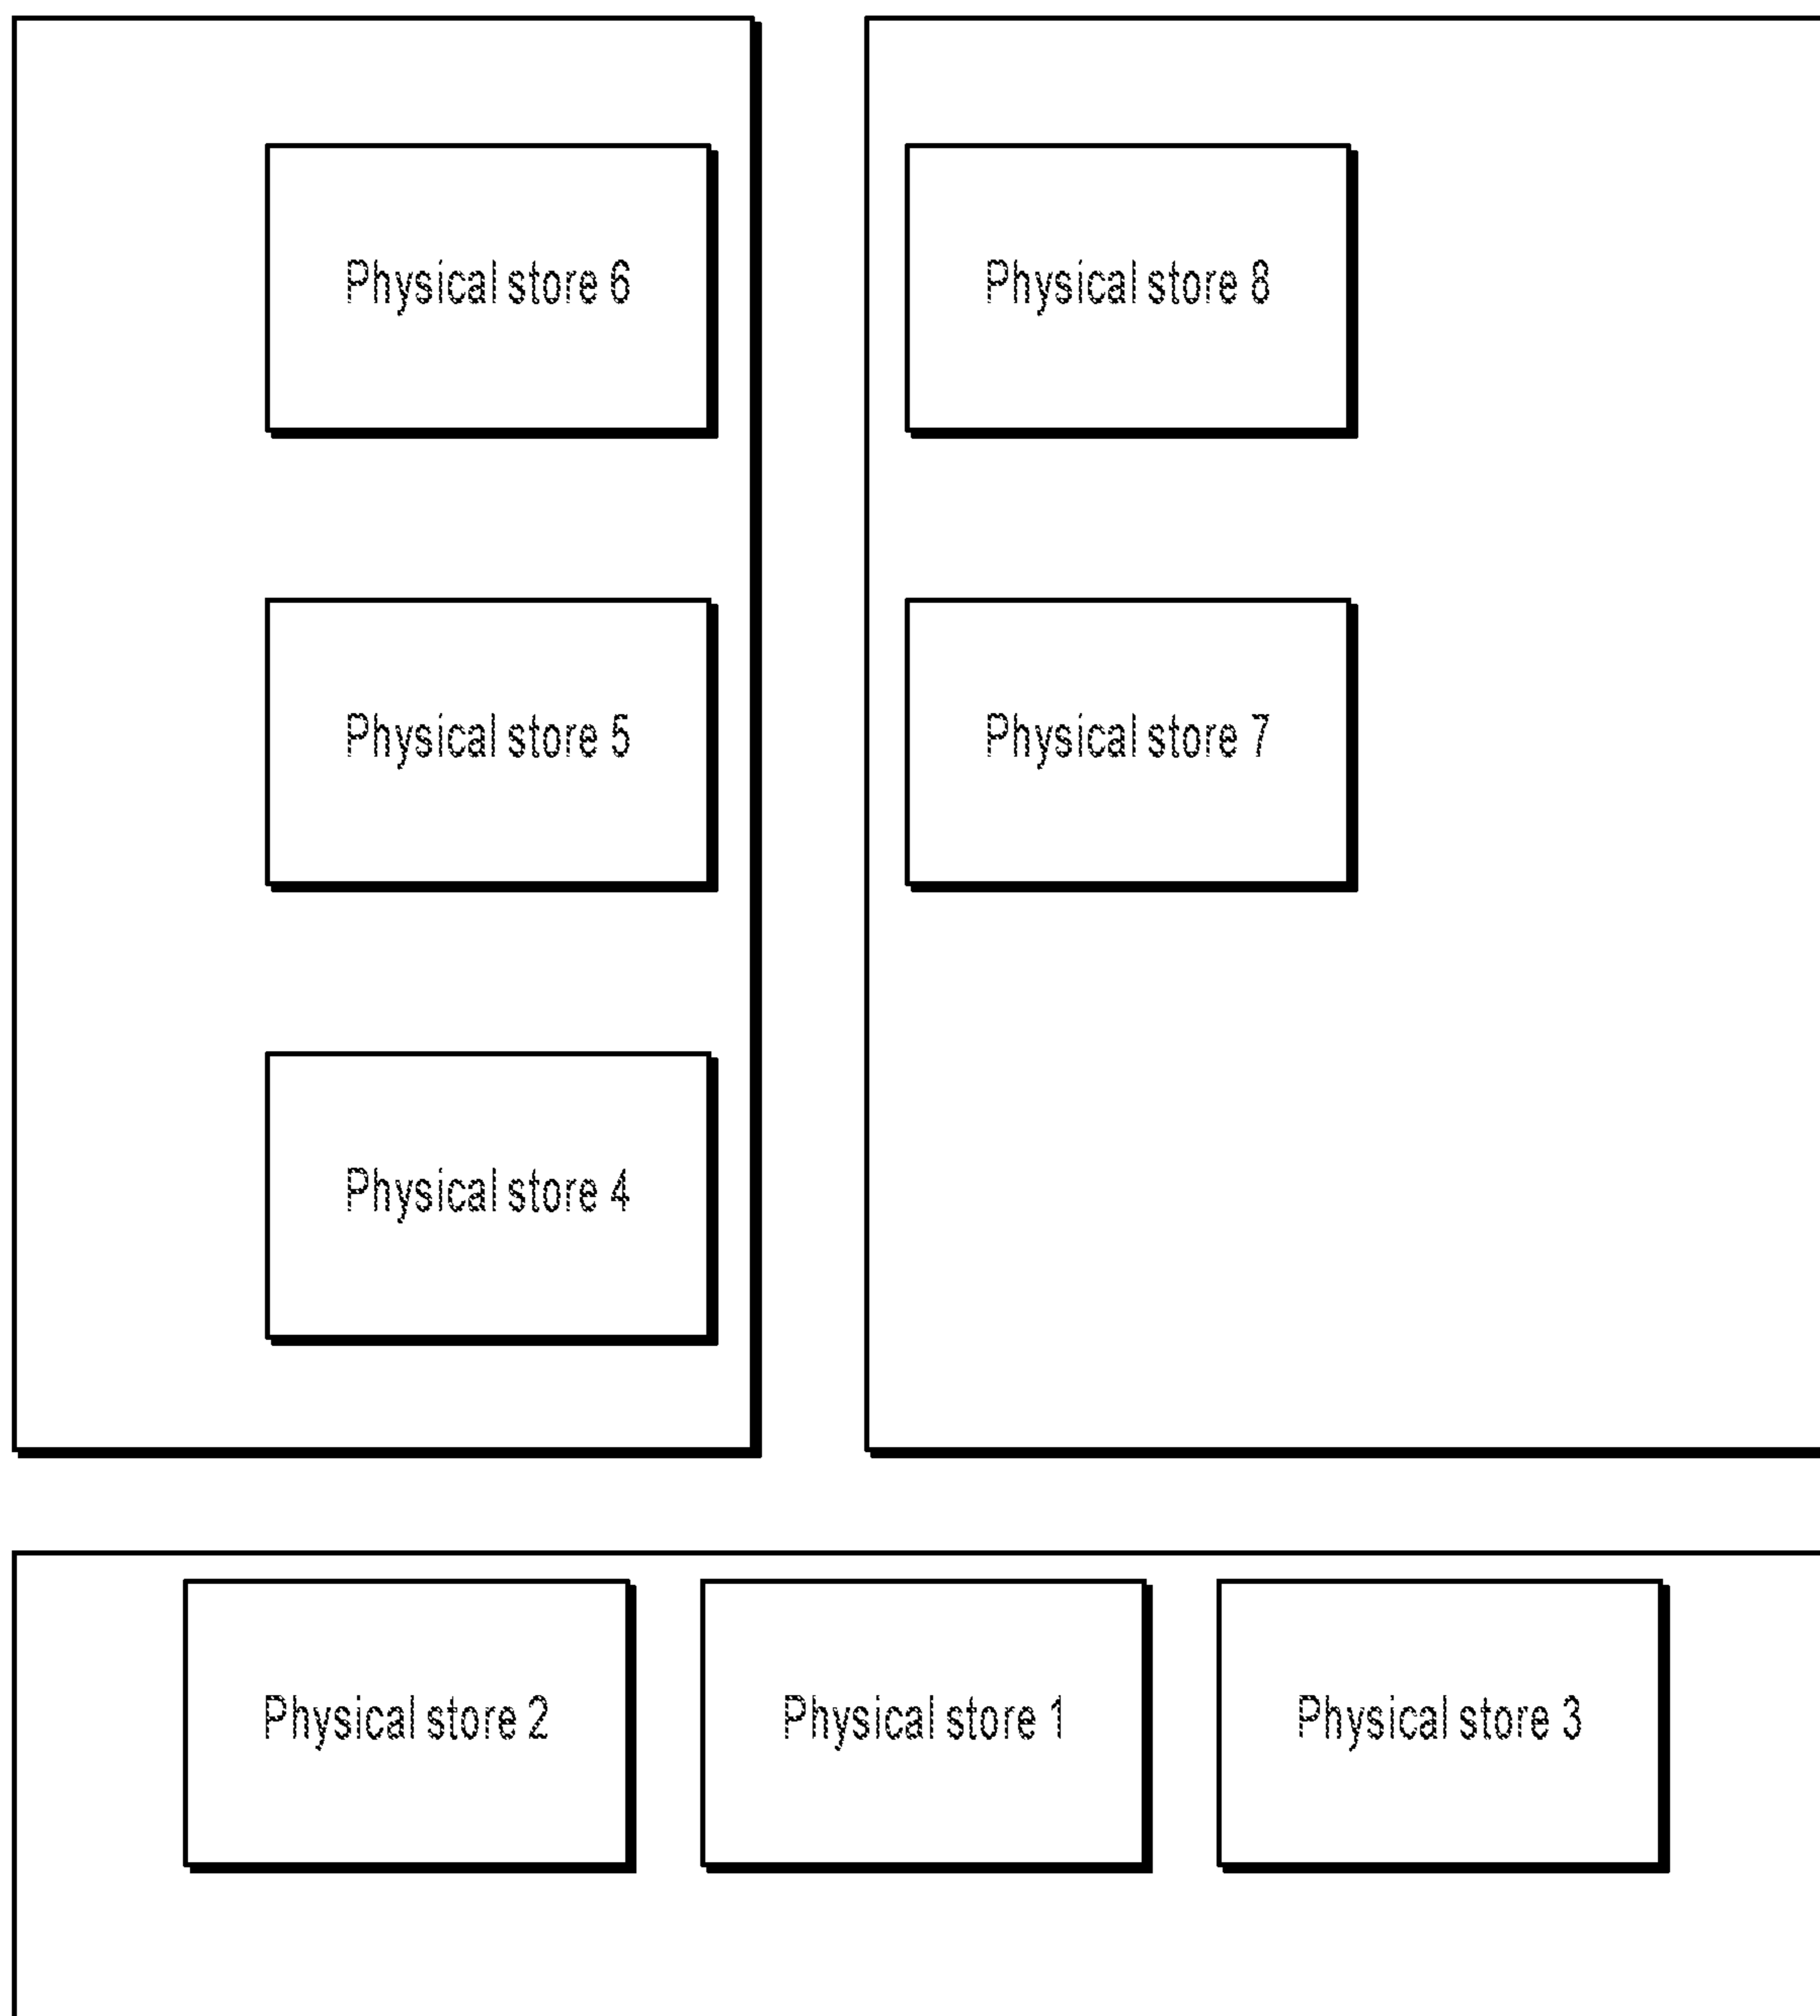 Physical store 6
Physical store 8
Physical store 5
Physical store 7
Physical store 4
Physical store 2
Physical store 1
Physical store 3